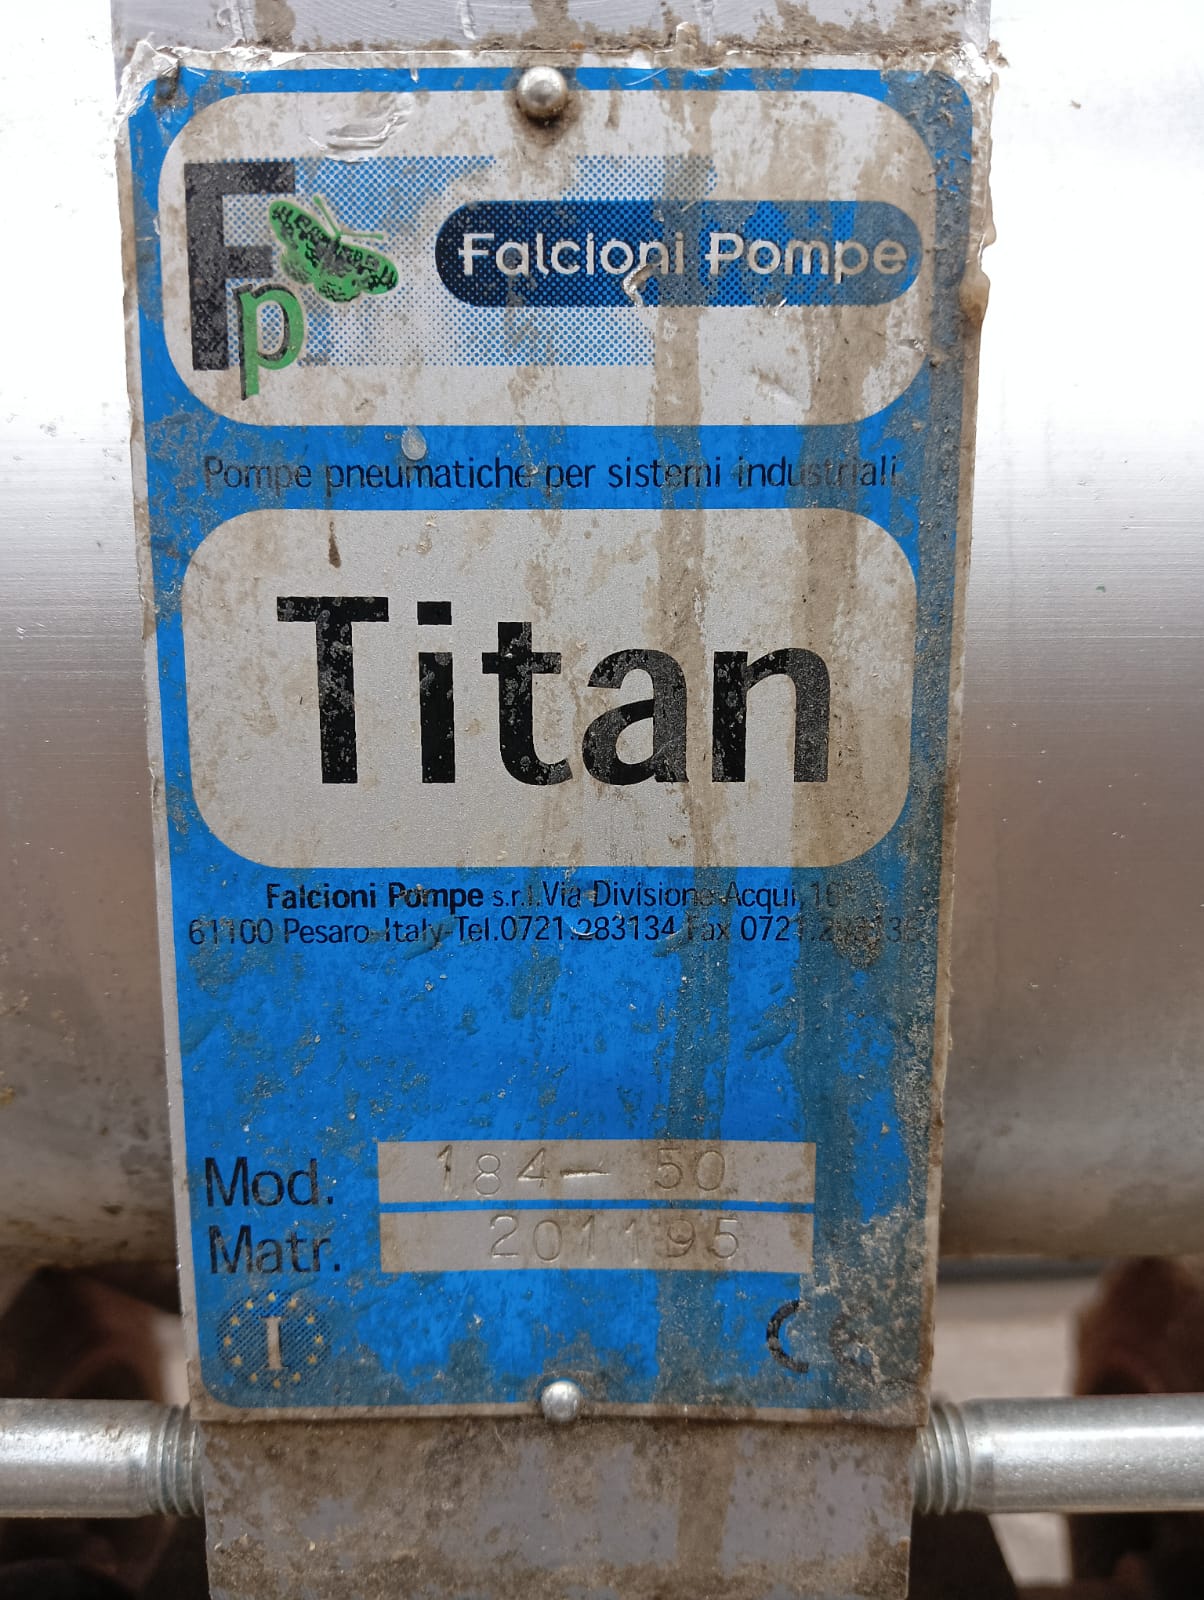 Fp
Falcioni Pompe
Pompe pneumatiche per sistemi industriali
Titan
Falcioni Pompe s.r.l. Via Divisione Acqui,
61100 Pesaro Italy Tel.0721.283134 Fax
Mod. 184- 50
Matr. 201195
I CE